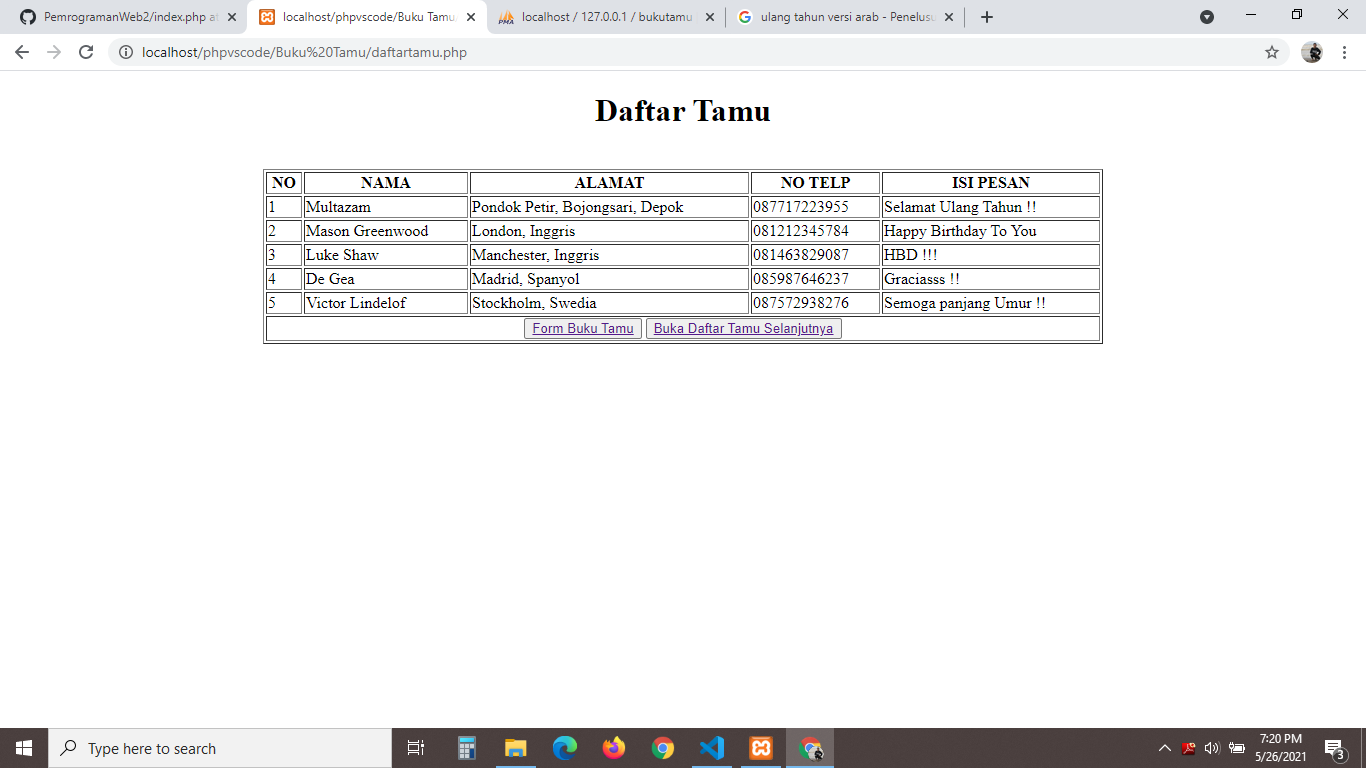 PemrogramanWeb2/index.php at
localhost/phpvscode/Buku Tamu/
localhost / 127.0.0.1 / bukutamu
ulang tahun versi arab - Penelusu
localhost/phpvscode/Buku%20Tamu/daftartamu.php
Daftar Tamu
NO NAMA ALAMAT NO TELP ISI PESAN
1 Multazam Pondok Petir, Bojongsari, Depok 087717223955 Selamat Ulang Tahun !!
2 Mason Greenwood London, Inggris 081212345784 Happy Birthday To You
3 Luke Shaw Manchester, Inggris 081463829087 HBD !!!
4 De Gea Madrid, Spanyol 085987646237 Graciasss !!
5 Victor Lindelof Stockholm, Swedia 087572938276 Semoga panjang Umur !!
Form Buku Tamu Buka Daftar Tamu Selanjutnya
Type here to search
7:20 PM
5/26/2021
3